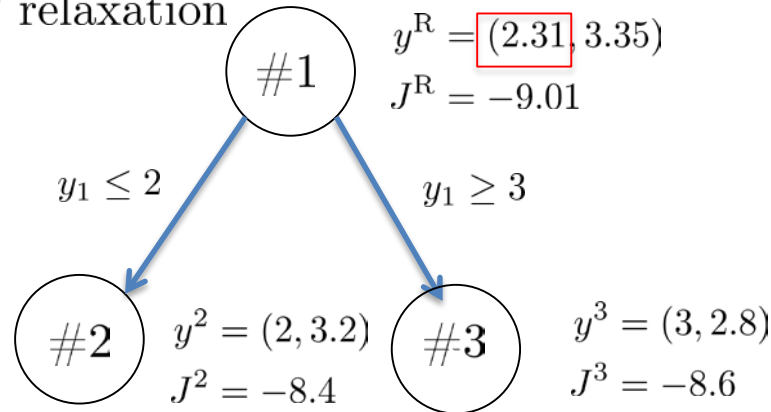 relaxation
#1
y^R = (2.31, 3.35)
J^R = −9.01
y_1 ≤ 2
y_1 ≥ 3
#2
y^2 = (2, 3.2)
J^2 = −8.4
#3
y^3 = (3, 2.8)
J^3 = −8.6